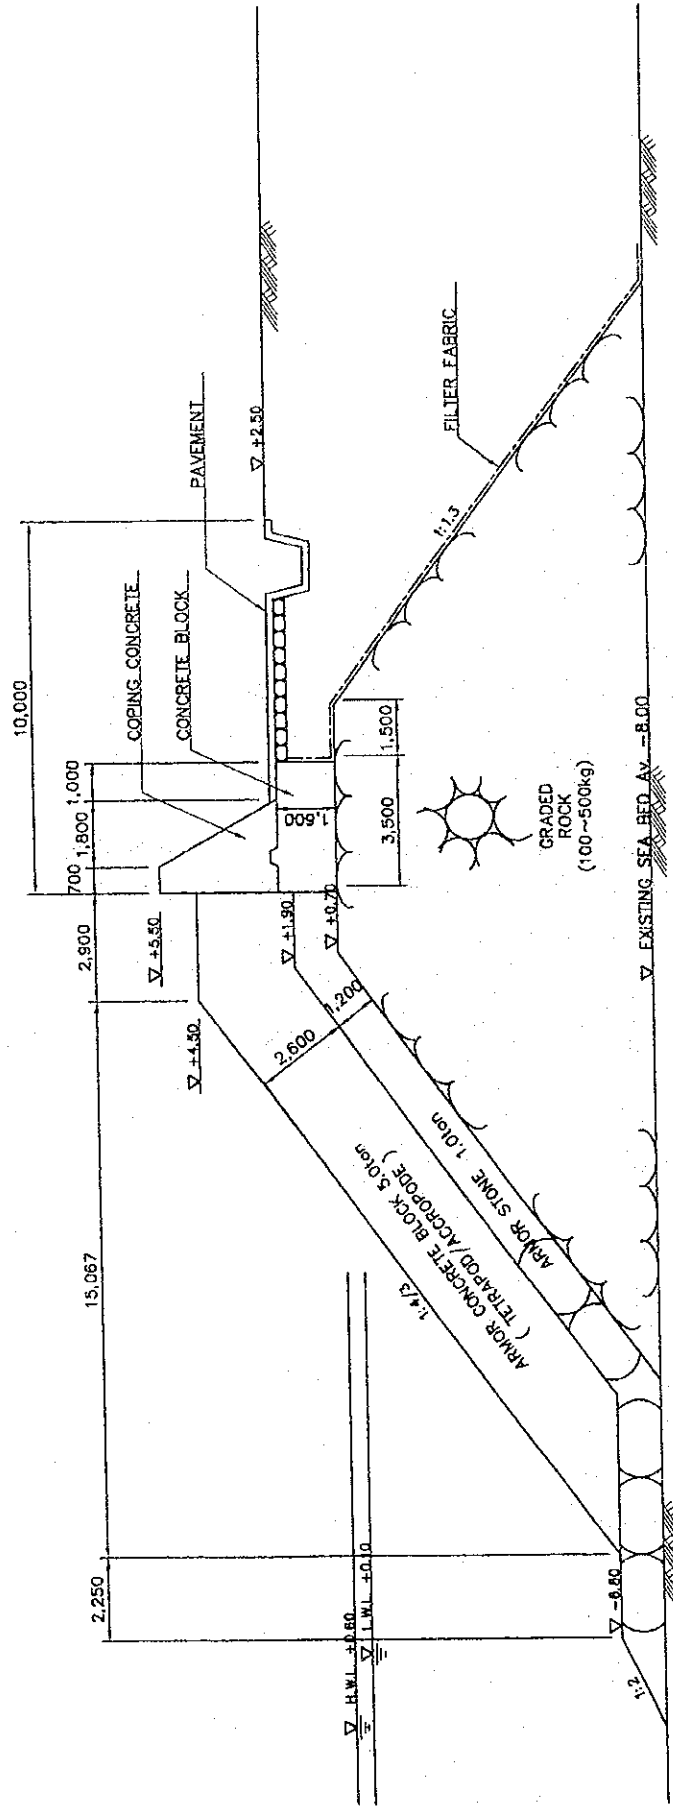 10,000
2,250
15,067
2,900
700
1,800
1,000
COPING CONCRETE
CONCRETE BLOCK
PAVEMENT
▽ +5.50
▽ +4.50
▽ +2.50
▽ +1.90
▽ +0.70
1,600
3,500
1,500
2,600
1,200
FILTER FABRIC
1:1.3
ARMOR CONCRETE BLOCK 5.0ton
( TETRAPOD/ACCROPODE )
ARMOR STONE 1.0ton
1:4/3
GRADED
ROCK
(100~500kg)
▽ H.W.L +0.60
▽ L.W.L +0.10
▽ -6.80
1:2
▽ EXISTING SEA BED AV. -8.00